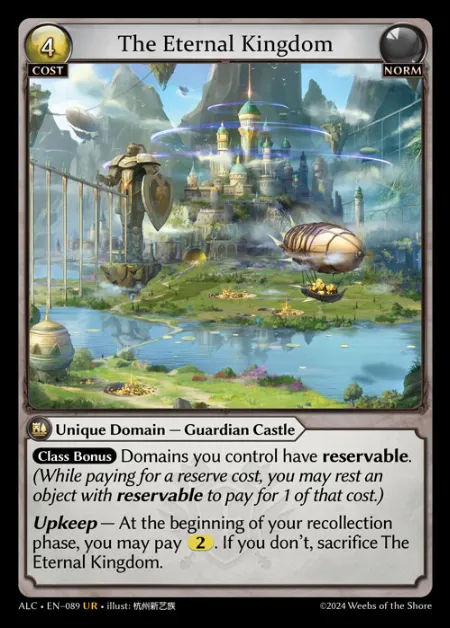 4
The Eternal Kingdom
COST
NORM
Unique Domain — Guardian Castle
Class Bonus Domains you control have reservable.
(While paying for a reserve cost, you may rest an
object with reservable to pay for 1 of that cost.)
Upkeep — At the beginning of your recollection
phase, you may pay 2. If you don't, sacrifice The
Eternal Kingdom.
ALC • EN–089 UR • illust: 杭州新艺族
©2024 Weebs of the Shore